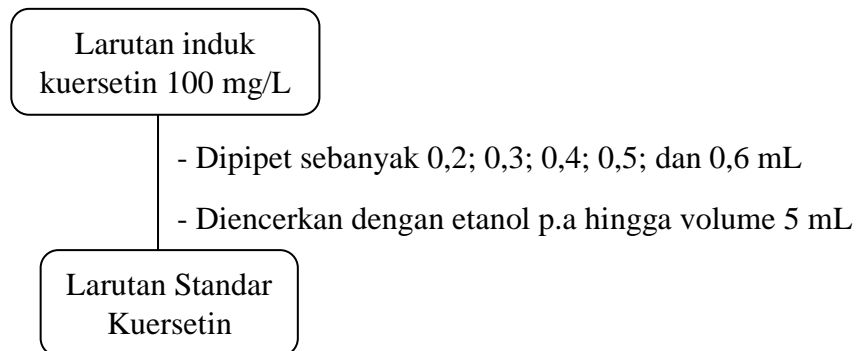 Larutan induk
kuersetin 100 mg/L
- Dipipet sebanyak 0,2; 0,3; 0,4; 0,5; dan 0,6 mL
- Diencerkan dengan etanol p.a hingga volume 5 mL
Larutan Standar
Kuersetin